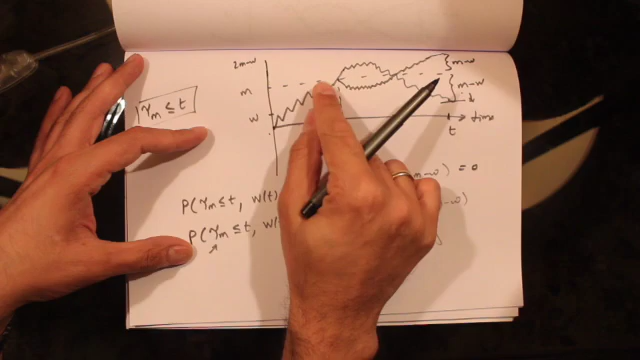 2m-w
m-w
m
m-w
τm ≤ t
w
time
t
m-w) = 0
P(τm ≤ t, W(t)
-w)
P(τm ≤ t, W(